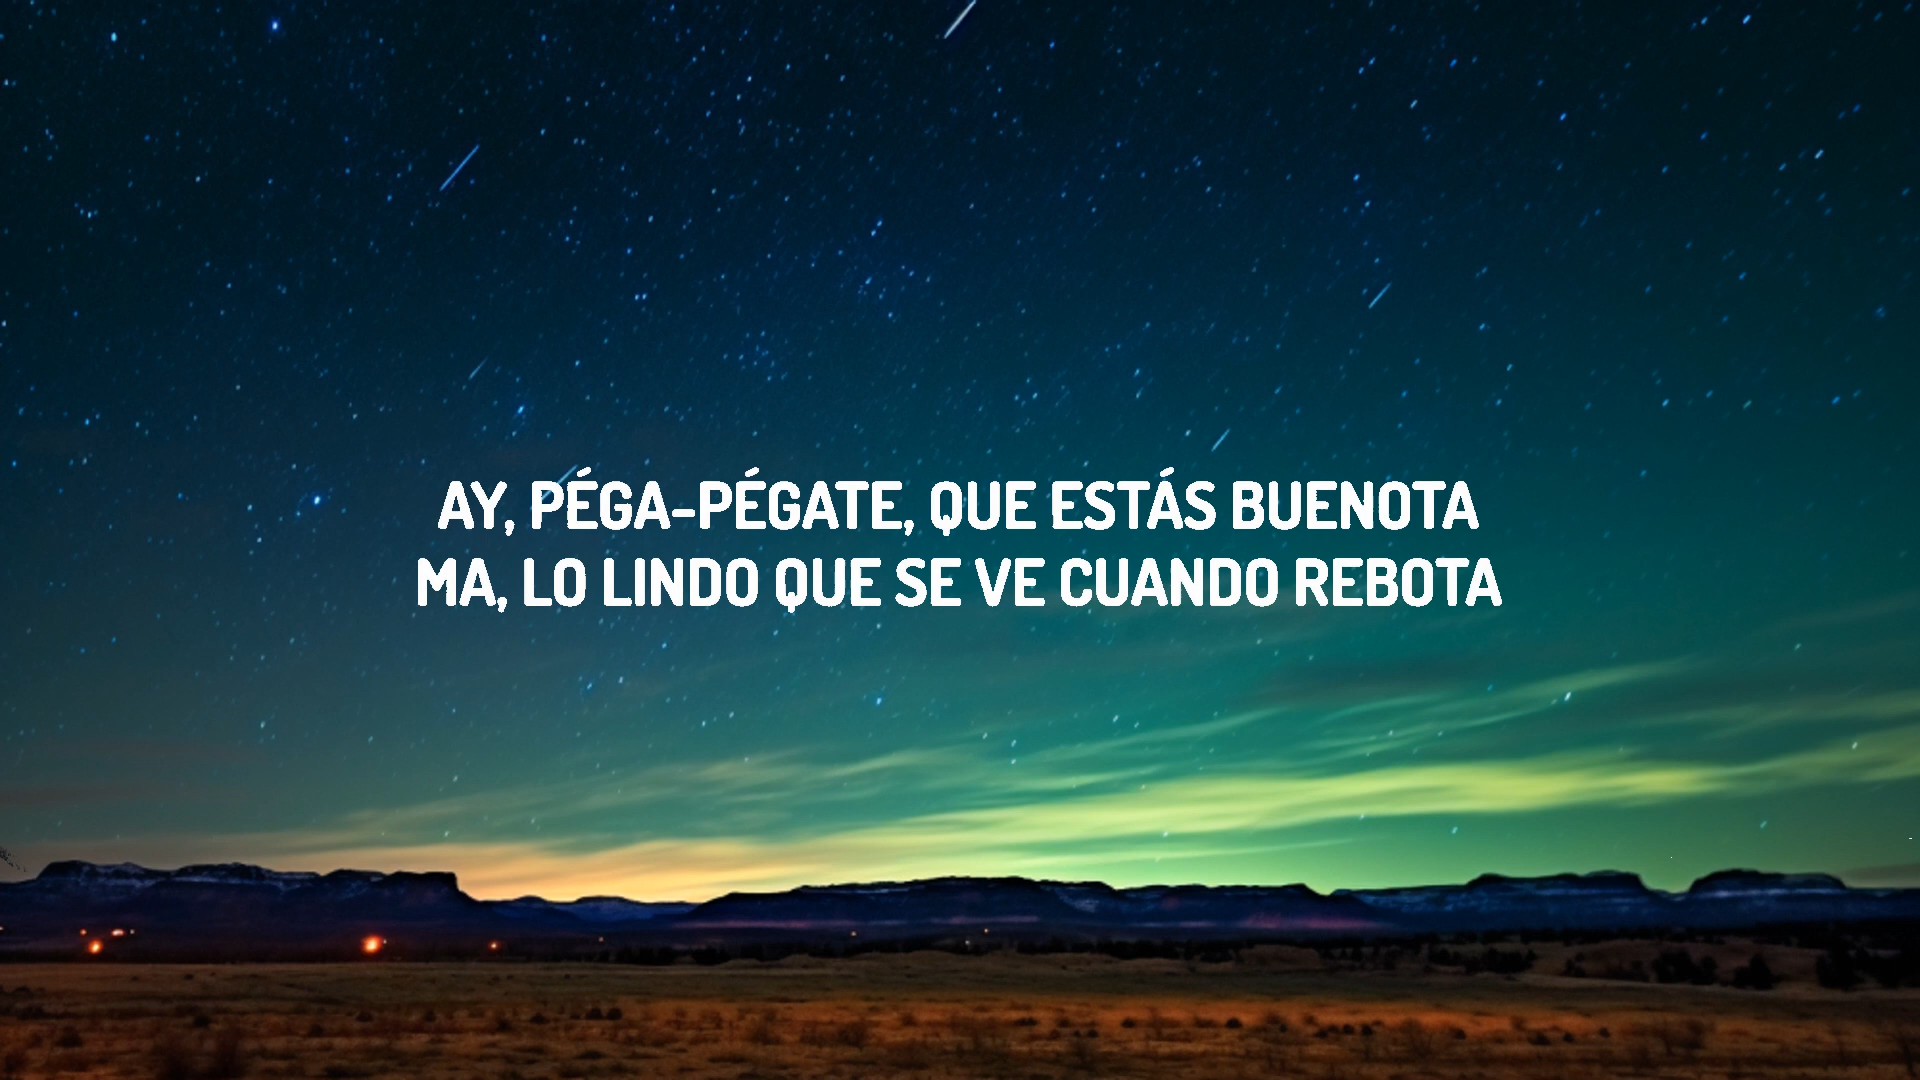 AY, PÉGA-PÉGATE, QUE ESTÁS BUENOTA
MA, LO LINDO QUE SE VE CUANDO REBOTA